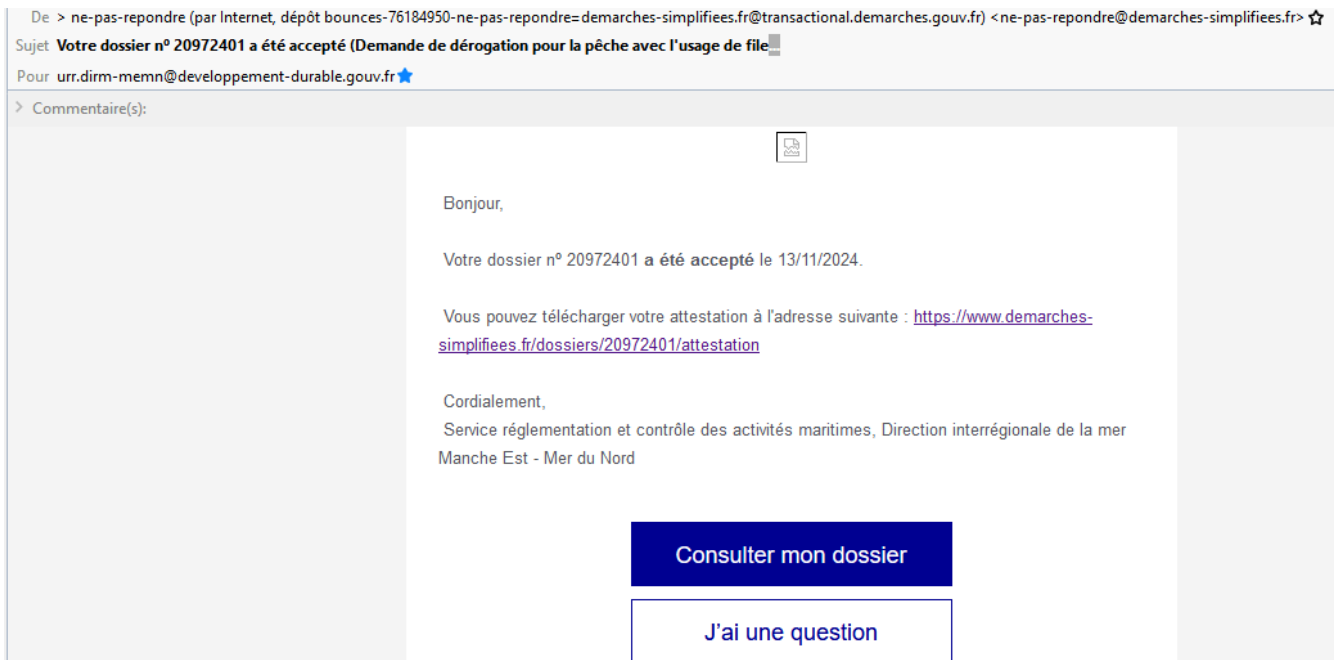 De > ne-pas-repondre (par Internet, dépôt bounces-76184950-ne-pas-repondre=demarches-simplifiees.fr@transactional.demarches.gouv.fr) <ne-pas-repondre@demarches-simplifiees.fr>
Sujet Votre dossier nº 20972401 a été accepté (Demande de dérogation pour la pêche avec l'usage de file...
Pour urr.dirm-memn@developpement-durable.gouv.fr
> Commentaire(s):
Bonjour,
Votre dossier nº 20972401 a été accepté le 13/11/2024.
Vous pouvez télécharger votre attestation à l'adresse suivante : https://www.demarches-
simplifiees.fr/dossiers/20972401/attestation
Cordialement,
Service réglementation et contrôle des activités maritimes, Direction interrégionale de la mer
Manche Est - Mer du Nord
Consulter mon dossier
J'ai une question